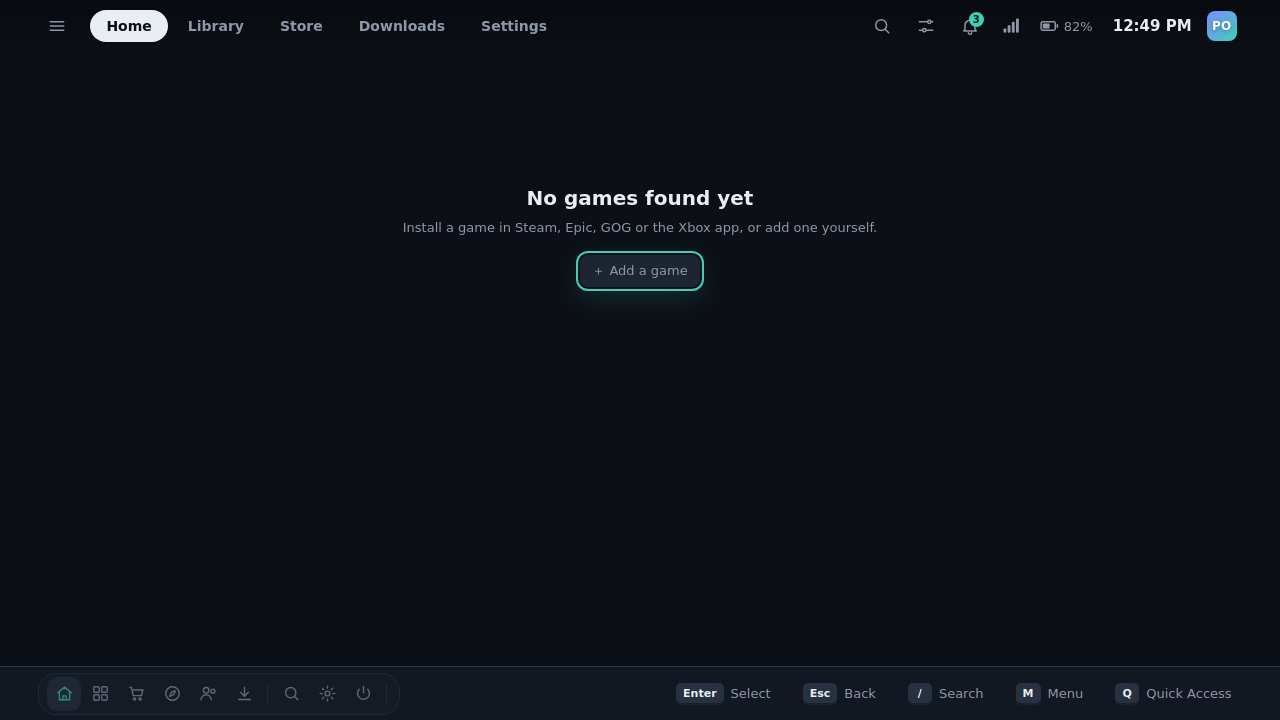 Home Library Store Downloads Settings 3 82% 12:49 PM PO
No games found yet
Install a game in Steam, Epic, GOG or the Xbox app, or add one yourself.
+ Add a game
Enter Select Esc Back / Search M Menu Q Quick Access